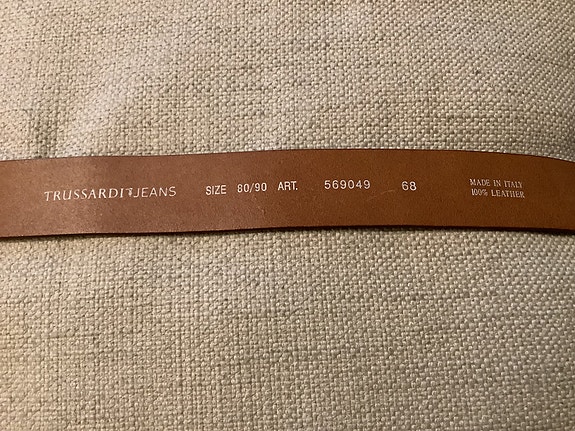 TRUSSARDI JEANS SIZE 80/90 ART. 569049 68
MADE IN ITALY
100% LEATHER